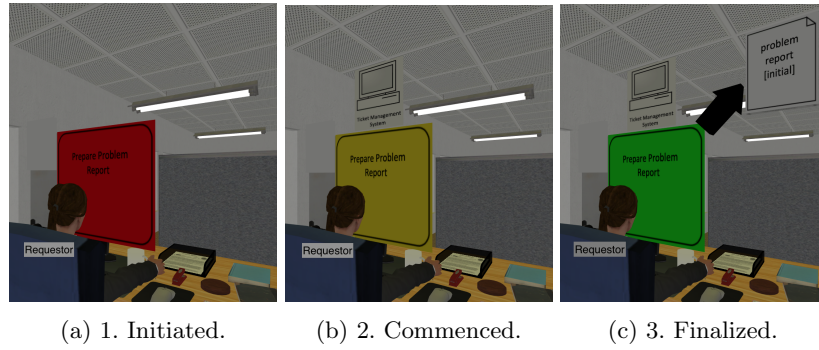 Prepare Problem
Report
Requestor
Ticket Management
System
Prepare Problem
Report
Requestor
problem
report
[initial]
Ticket Management
System
Prepare Problem
Report
Requestor
(a) 1. Initiated.
(b) 2. Commenced.
(c) 3. Finalized.